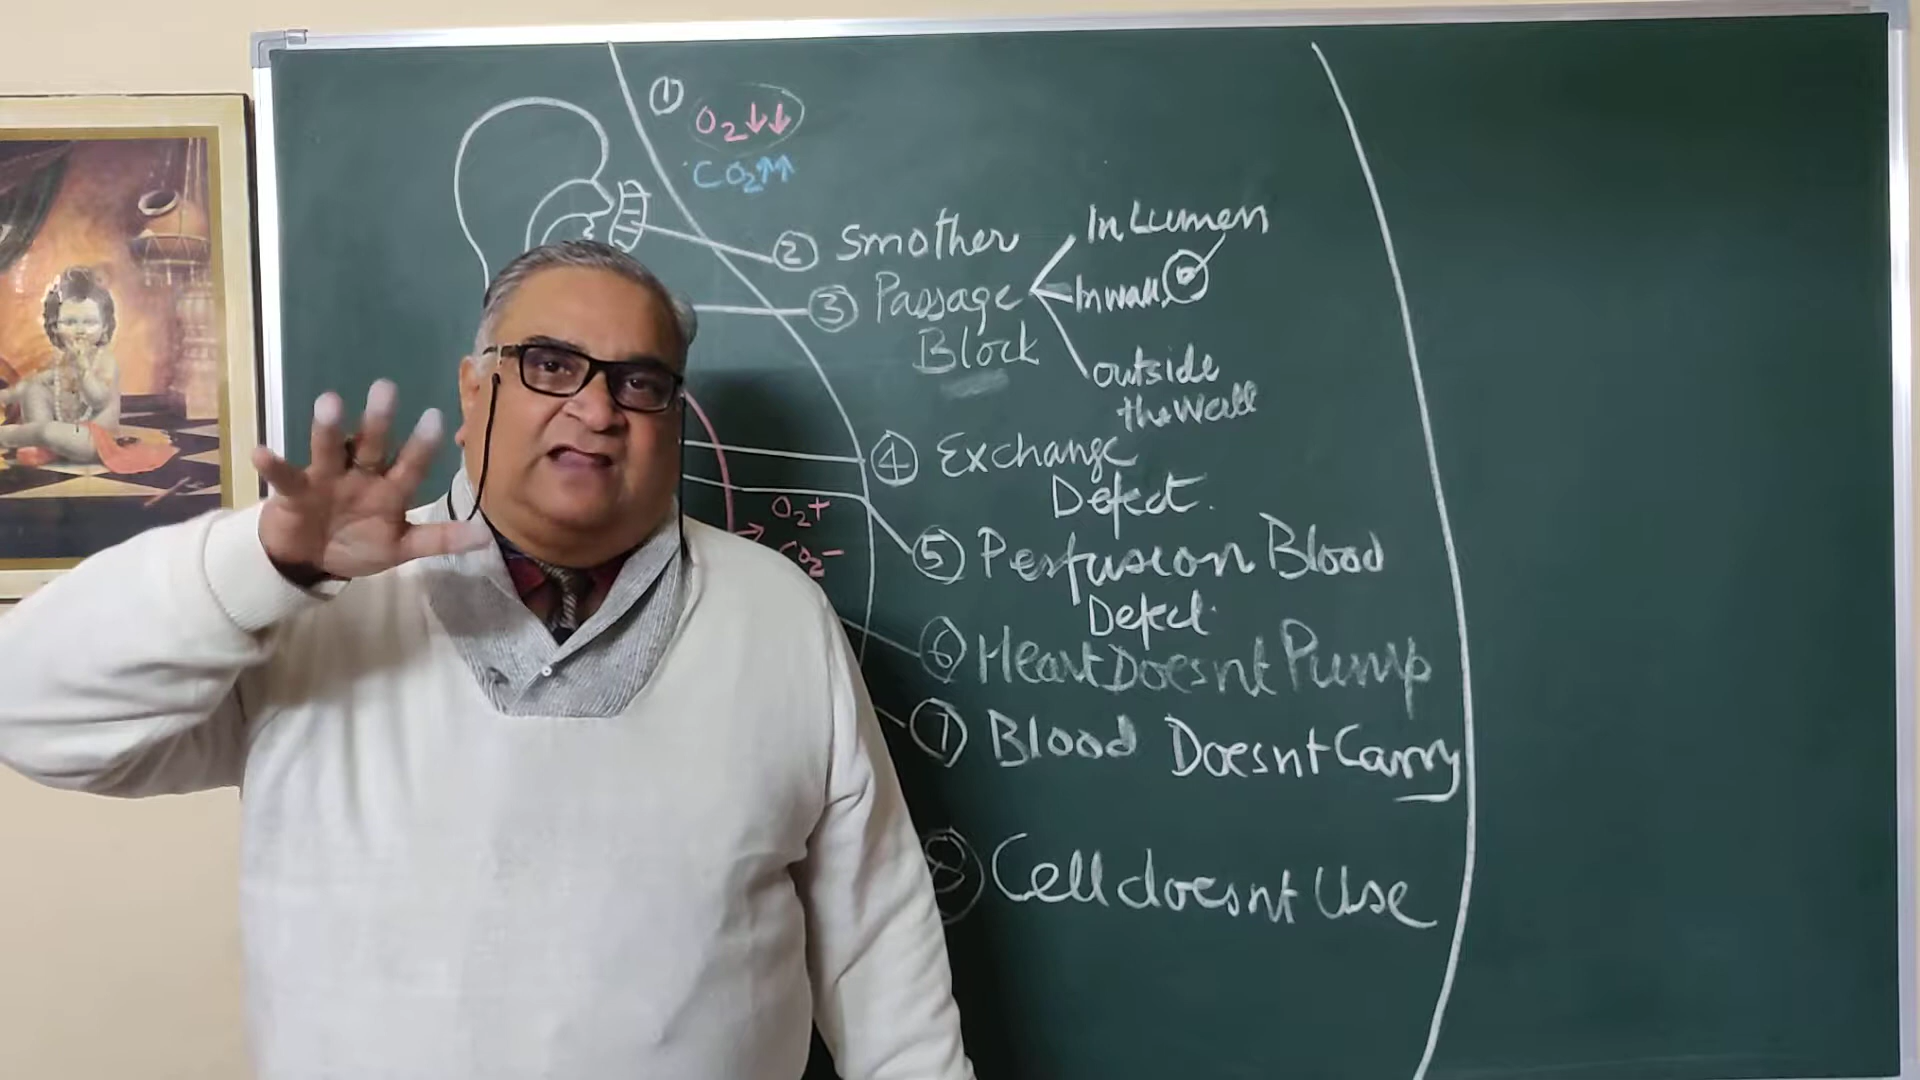 ① O₂↓↓
CO₂↑↑
② Smother
③ Passage
Block
In Lumen
In wall
outside
the wall
④ Exchange
Defect.
O₂+
CO₂-
⑤ Perfusion Blood
Defect
⑥ Heart Doesnt Pump
⑦ Blood Doesnt Carry
⑧ Cell doesnt Use